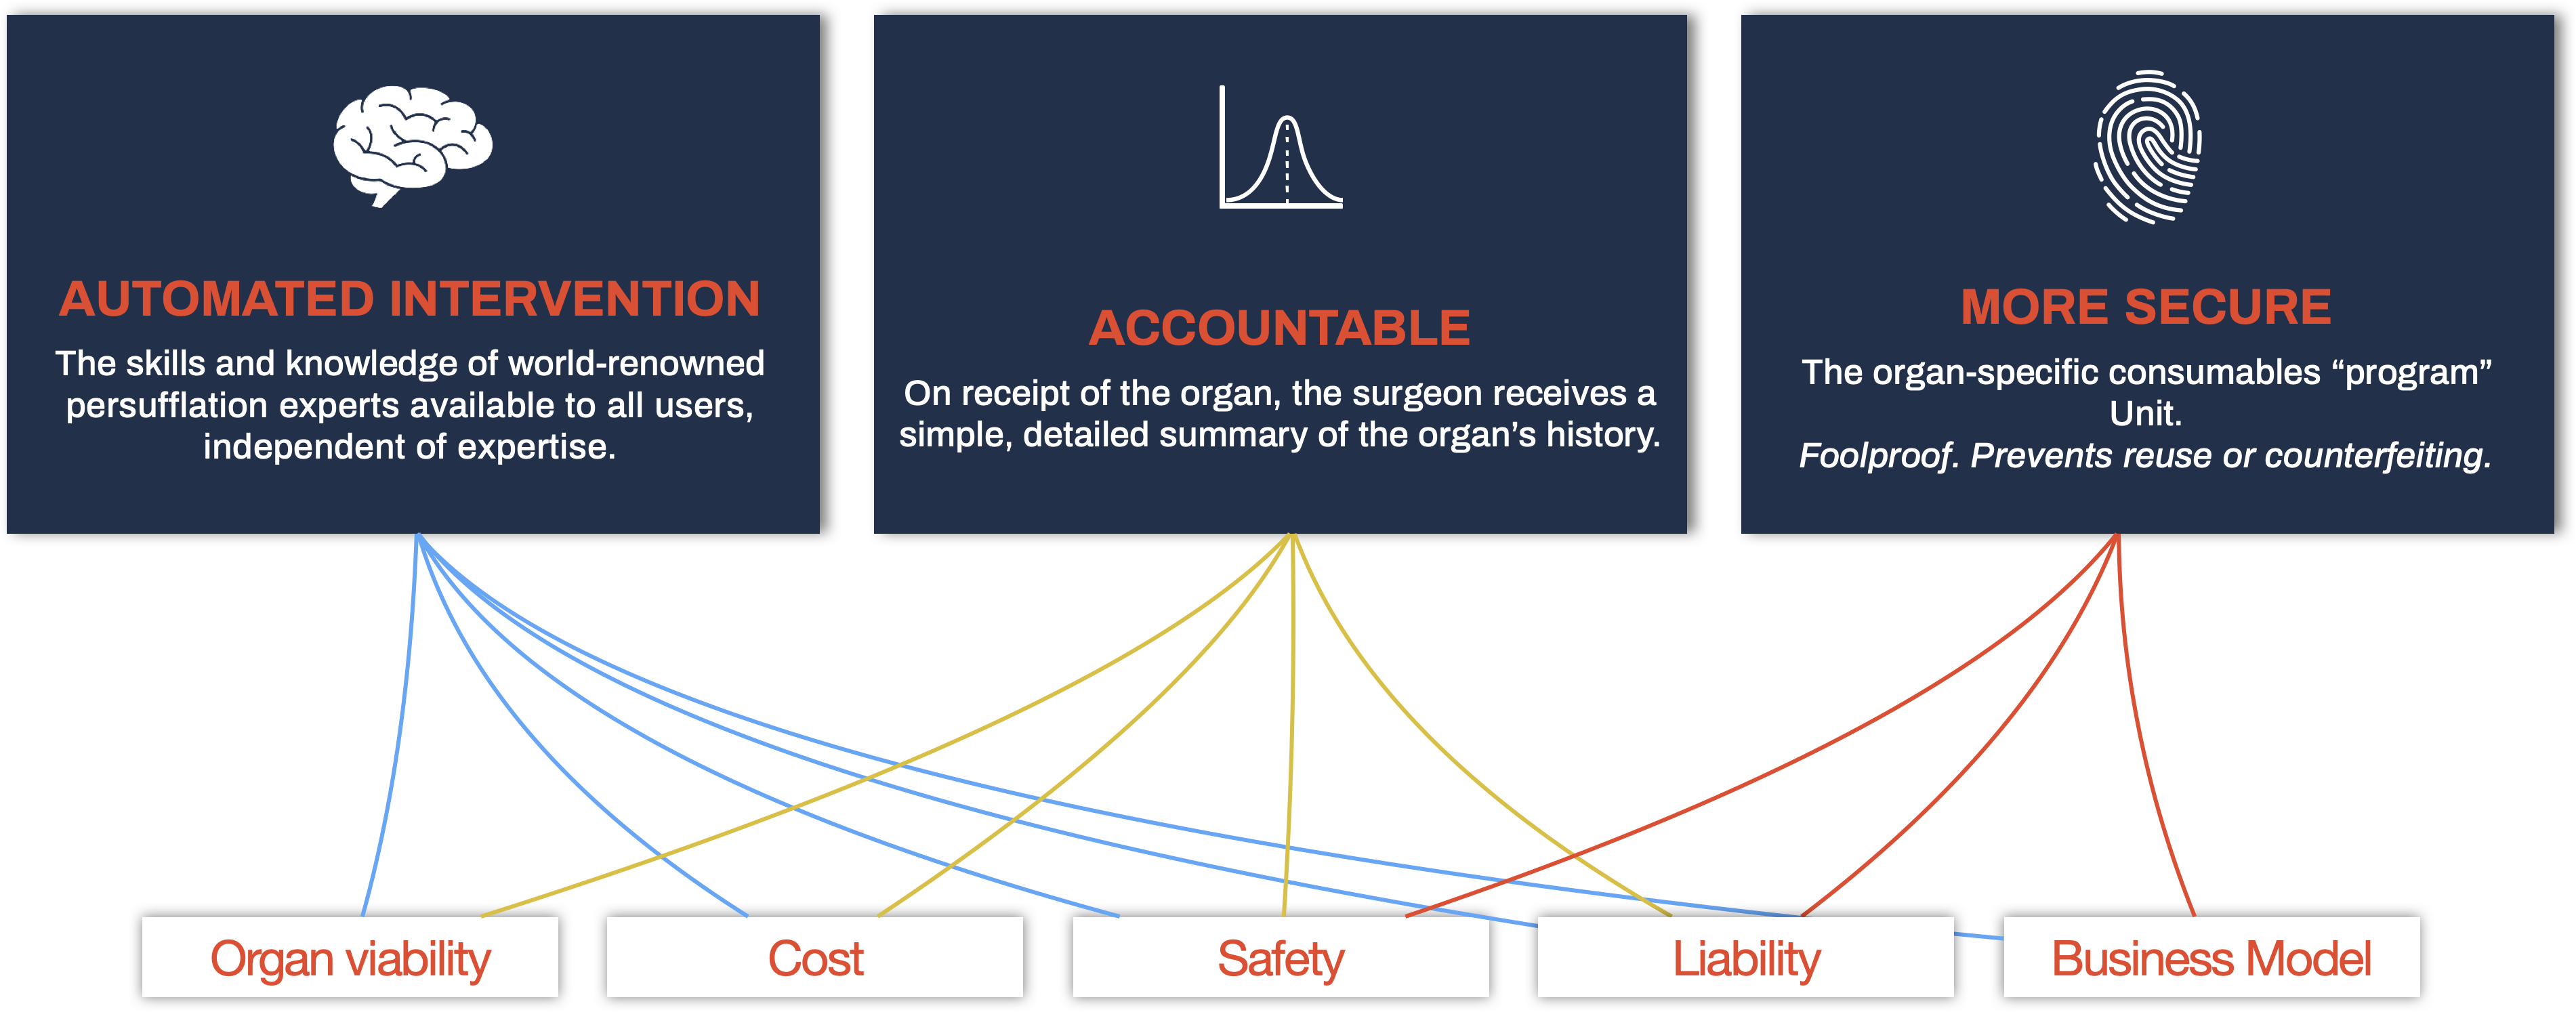 AUTOMATED INTERVENTION
The skills and knowledge of world-renowned
persufflation experts available to all users,
independent of expertise.
ACCOUNTABLE
On receipt of the organ, the surgeon receives a
simple, detailed summary of the organ’s history.
MORE SECURE
The organ-specific consumables “program”
Unit.
Foolproof. Prevents reuse or counterfeiting.
Organ viability
Cost
Safety
Liability
Business Model